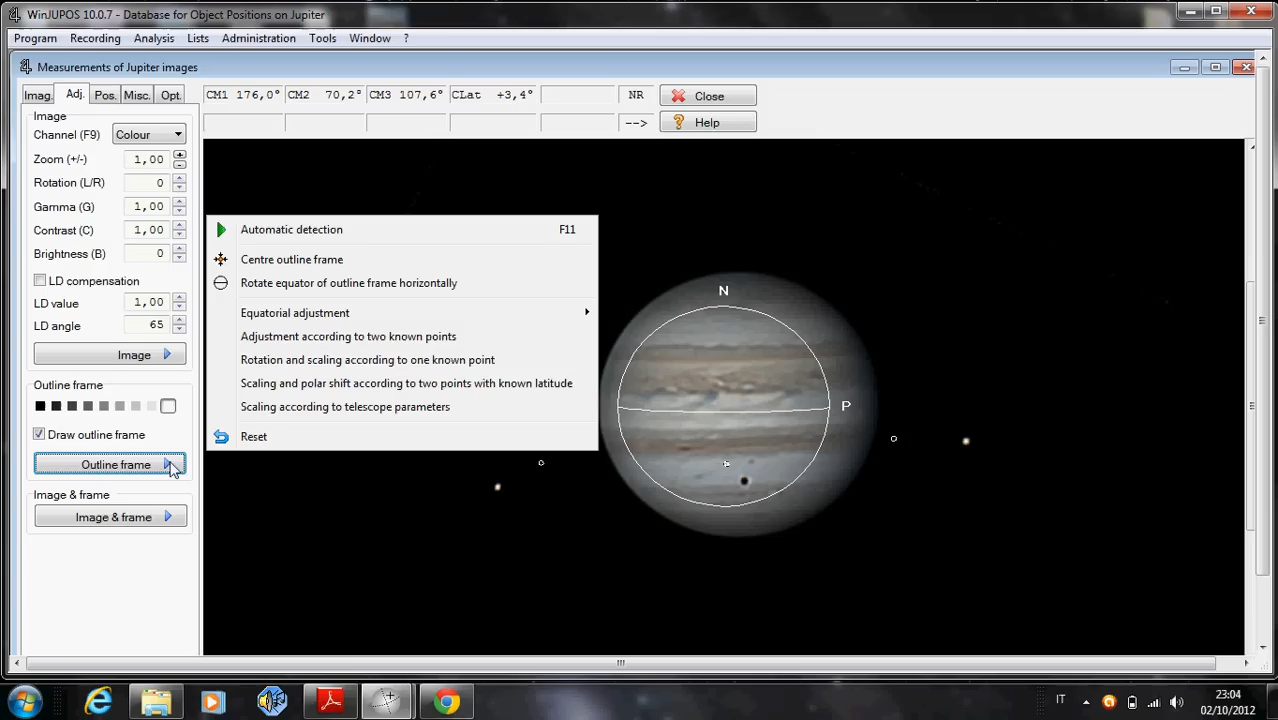 WinJUPOS 10.0.7 - Database for Object Positions on Jupiter
Program Recording Analysis Lists Administration Tools Window ?
Measurements of Jupiter images
Imag. Adj. Pos. Misc. Opt.
CM1 176,0° CM2 70,2° CM3 107,6° CLat +3,4° NR Close
--> Help
Image
Channel (F9) Colour
Zoom (+/-) 1,00
Rotation (L/R) 0
Gamma (G) 1,00
Contrast (C) 1,00
Brightness (B) 0
LD compensation
LD value 1,00
LD angle 65
Image
Outline frame
Draw outline frame
Outline frame
Image & frame
Image & frame
Automatic detection F11
Centre outline frame
Rotate equator of outline frame horizontally
Equatorial adjustment
Adjustment according to two known points
Rotation and scaling according to one known point
Scaling and polar shift according to two points with known latitude
Scaling according to telescope parameters
Reset
N
P
IT
23:04
02/10/2012